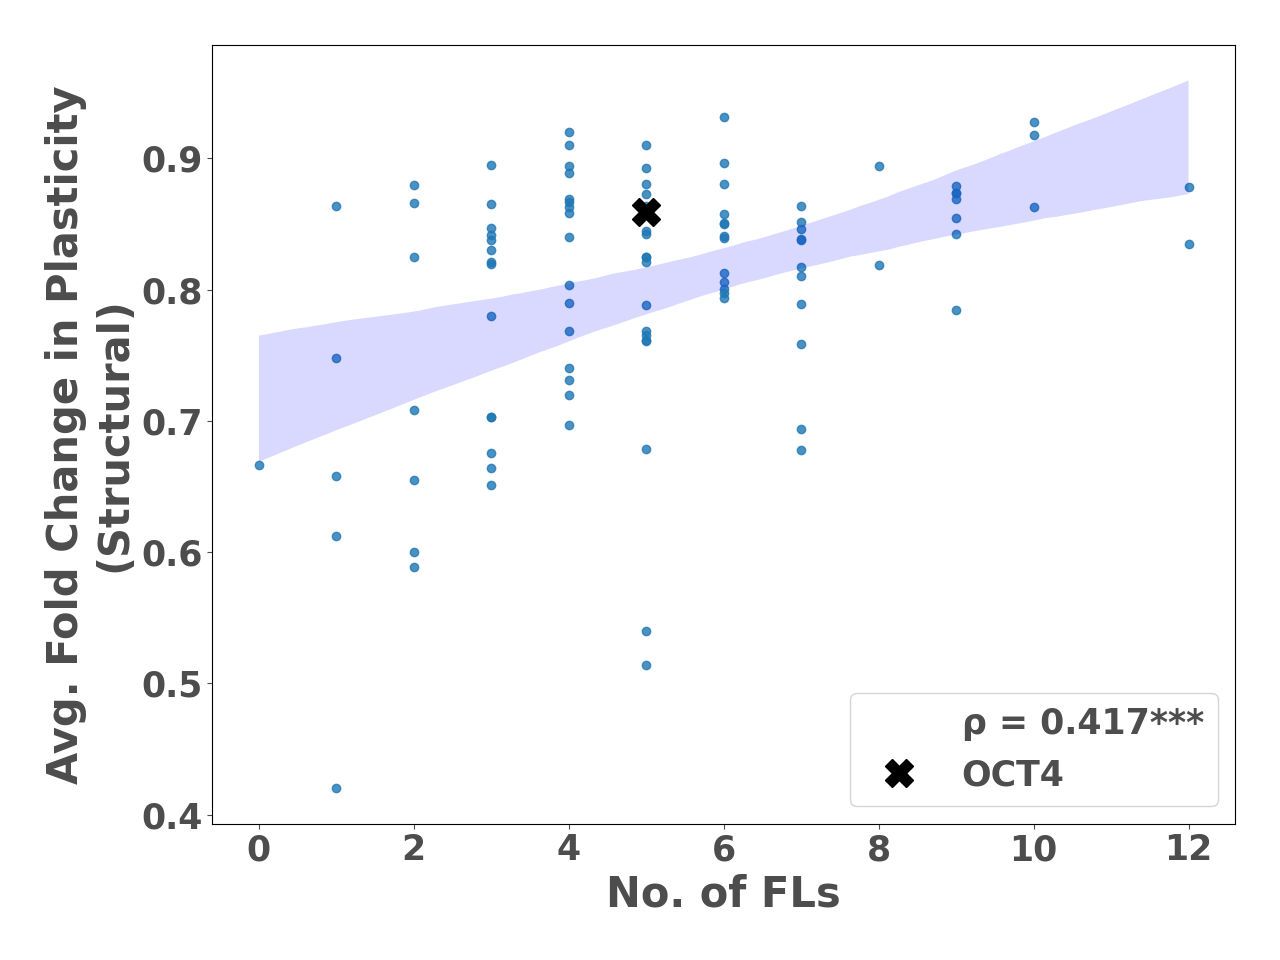 Avg. Fold Change in Plasticity
(Structural)
0.9
0.8
0.7
0.6
0.5
0.4
0 2 4 6 8 10 12
No. of FLs
ρ = 0.417***
OCT4